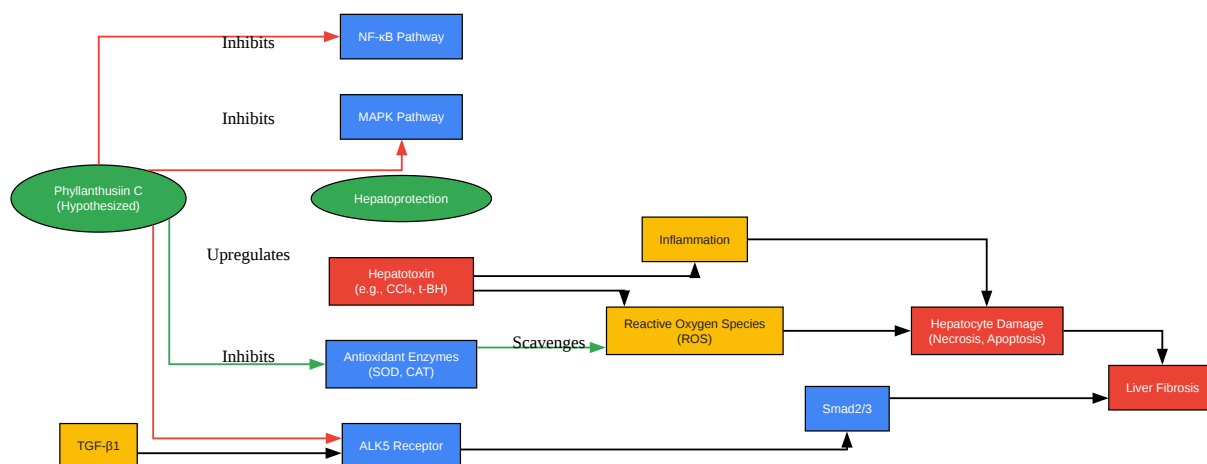 NF-κB Pathway
Inhibits
MAPK Pathway
Inhibits
Phyllanthusiin C
(Hypothesized)
Hepatoprotection
Upregulates
Inflammation
Hepatotoxin
(e.g., CCl₄, t-BH)
Reactive Oxygen Species
(ROS)
Hepatocyte Damage
(Necrosis, Apoptosis)
Inhibits
Antioxidant Enzymes
(SOD, CAT)
Scavenges
Liver Fibrosis
Smad2/3
TGF-β1
ALK5 Receptor